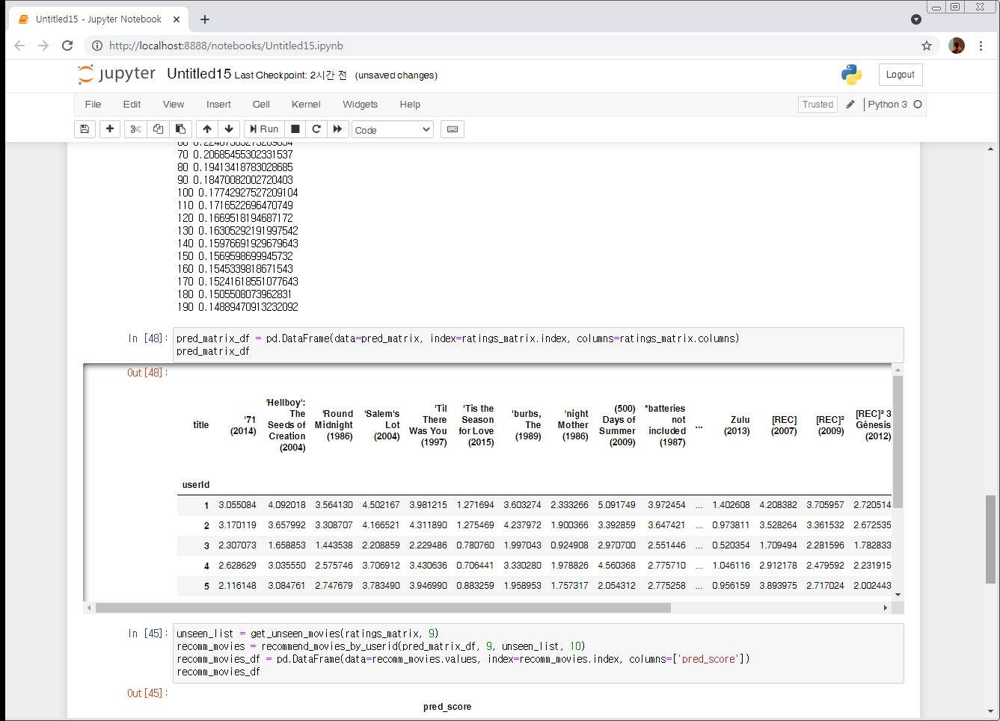 Untitled15 - Jupyter Notebook
http://localhost:8888/notebooks/Untitled15.ipynb
jupyter Untitled15 Last Checkpoint: 2시간 전 (unsaved changes)
Logout
File Edit View Insert Cell Kernel Widgets Help
Trusted Python 3
Run Code
70 0.20685455302331537
80 0.19413418783028685
90 0.18470082002720403
100 0.17742927527209104
110 0.1716522696470749
120 0.1669518194687172
130 0.16305292191997542
140 0.15976691929679643
150 0.1569598699945732
160 0.1545339818671543
170 0.15241618551077643
180 0.1505508073962831
190 0.14889470913232092
In [48]: pred_matrix_df = pd.DataFrame(data=pred_matrix, index=ratings_matrix.index, columns=ratings_matrix.columns)
pred_matrix_df
Out[48]:
title '71 (2014) 'Hellboy': The Seeds of Creation (2004) 'Round Midnight (1986) 'Salem's Lot (2004) 'Til There Was You (1997) 'Tis the Season for Love (2015) 'burbs, The (1989) 'night Mother (1986) (500) Days of Summer (2009) *batteries not included (1987) ... Zulu (2013) [REC] (2007) [REC]² (2009) [REC]³ 3 Génesis (2012)
userId
1 3.055084 4.092018 3.564130 4.502167 3.981215 1.271694 3.603274 2.333266 5.091749 3.972454 ... 1.402608 4.208382 3.705957 2.720514
2 3.170119 3.657992 3.308707 4.166521 4.311890 1.275469 4.237972 1.900366 3.392859 3.647421 ... 0.973811 3.528264 3.361532 2.672535
3 2.307073 1.658853 1.443538 2.208859 2.229486 0.780760 1.997043 0.924908 2.970700 2.551446 ... 0.520354 1.709494 2.281596 1.782833
4 2.628629 3.035550 2.575746 3.706912 3.430636 0.706441 3.330280 1.978826 4.560368 2.775710 ... 1.046116 2.912178 2.479592 2.231915
5 2.116148 3.084761 2.747679 3.783490 3.946990 0.883259 1.958953 1.757317 2.054312 2.775258 ... 0.956159 3.893975 2.717024 2.002443
In [45]: unseen_list = get_unseen_movies(ratings_matrix, 9)
recomm_movies = recommend_movies_by_userid(pred_matrix_df, 9, unseen_list, 10)
recomm_movies_df = pd.DataFrame(data=recomm_movies.values, index=recomm_movies.index, columns=['pred_score'])
recomm_movies_df
Out[45]:
pred_score